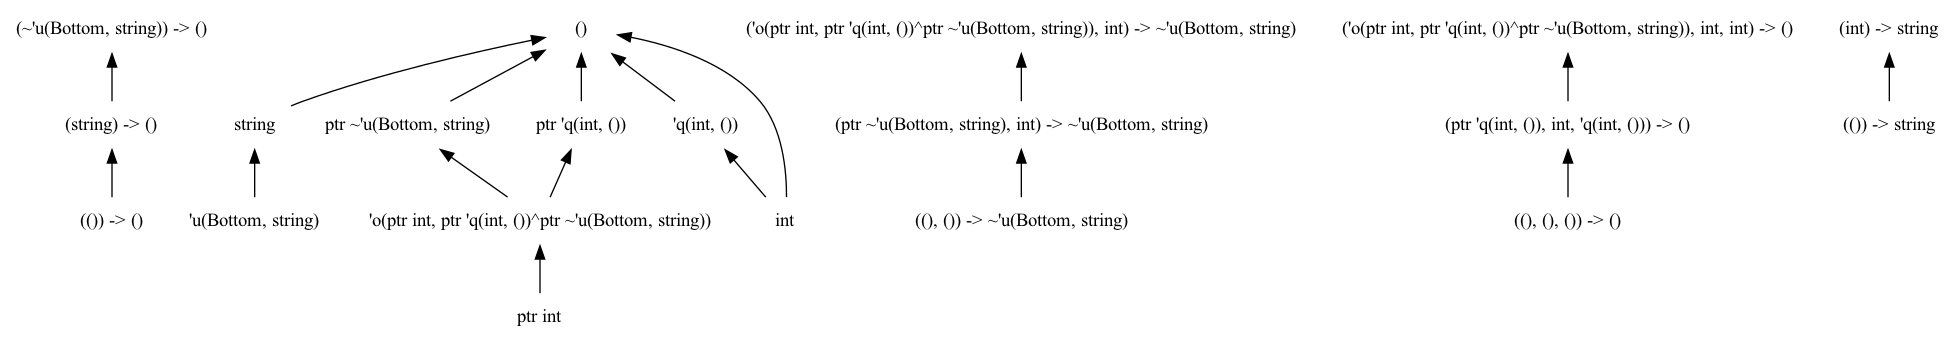 (~'u(Bottom, string)) -> ()
()
('o(ptr int, ptr 'q(int, ())^ptr ~'u(Bottom, string)), int) -> ~'u(Bottom, string)
('o(ptr int, ptr 'q(int, ())^ptr ~'u(Bottom, string)), int, int) -> ()
(int) -> string
(string) -> ()
string
ptr ~'u(Bottom, string)
ptr 'q(int, ())
'q(int, ())
(ptr ~'u(Bottom, string), int) -> ~'u(Bottom, string)
(ptr 'q(int, ()), int, 'q(int, ())) -> ()
(()) -> string
(()) -> ()
'u(Bottom, string)
'o(ptr int, ptr 'q(int, ())^ptr ~'u(Bottom, string))
int
((), ()) -> ~'u(Bottom, string)
((), (), ()) -> ()
ptr int